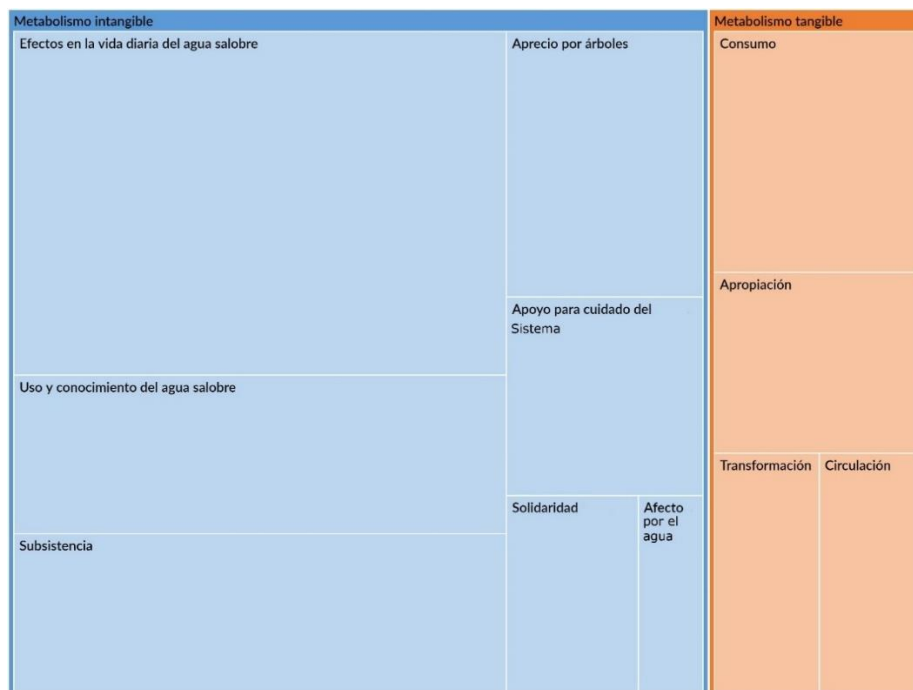 Metabolismo intangible
Efectos en la vida diaria del agua salobre
Uso y conocimiento del agua salobre
Subsistencia
Aprecio por árboles
Apoyo para cuidado del
Sistema
Solidaridad
Afecto
por el
agua
Metabolismo tangible
Consumo
Apropiación
Transformación
Circulación